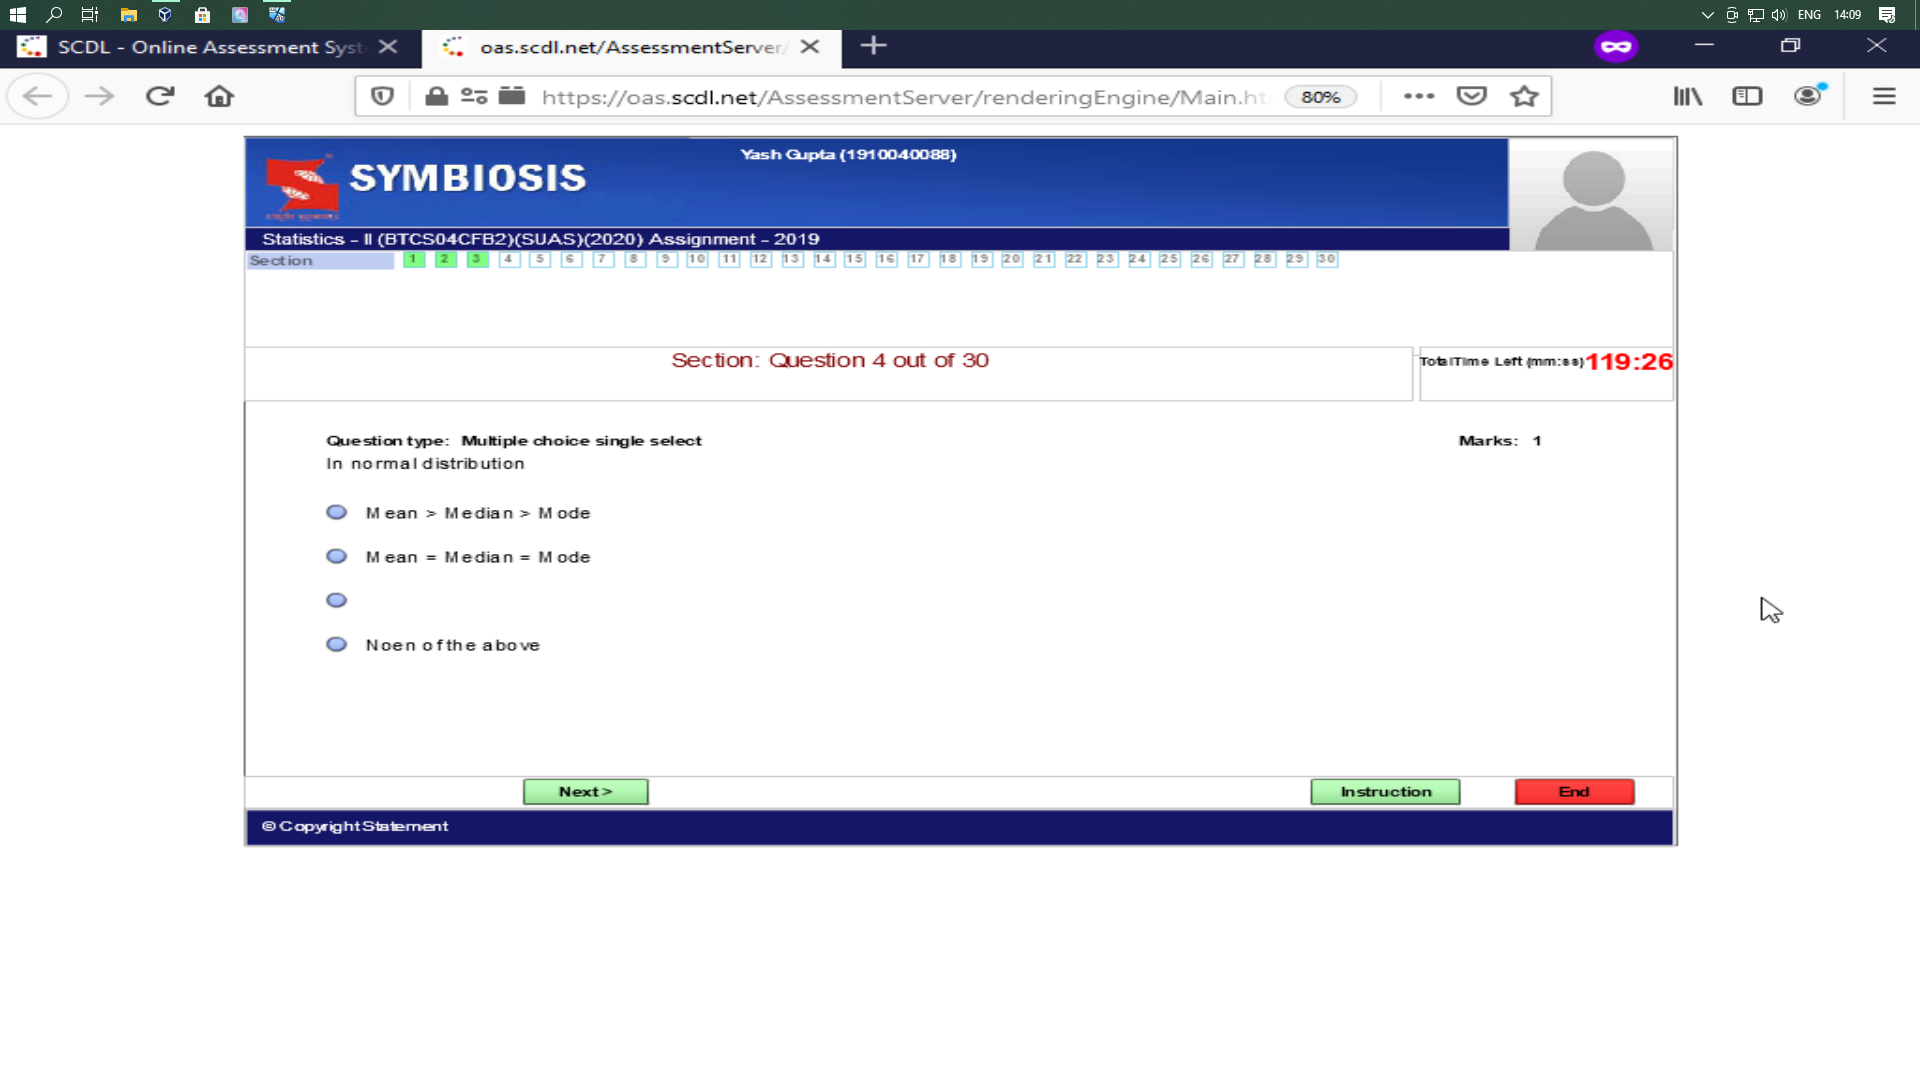 ENG 14:09
SCDL - Online Assessment Syst
oas.scdl.net/AssessmentServer/
https://oas.scdl.net/AssessmentServer/renderingEngine/Main.ht 80%
Yash Gupta (1910040088)
SYMBIOSIS
Statistics - II (BTCS04CFB2)(SUAS)(2020) Assignment - 2019
Section 1 2 3 4 5 6 7 8 9 10 11 12 13 14 15 16 17 18 19 20 21 22 23 24 25 26 27 28 29 30
Section: Question 4 out of 30
Total Time Left (mm:ss) 119:26
Question type: Multiple choice single select
Marks: 1
In normal distribution
Mean > Median > Mode
Mean = Median = Mode
Noen of the above
Next >
Instruction
End
© Copyright Statement